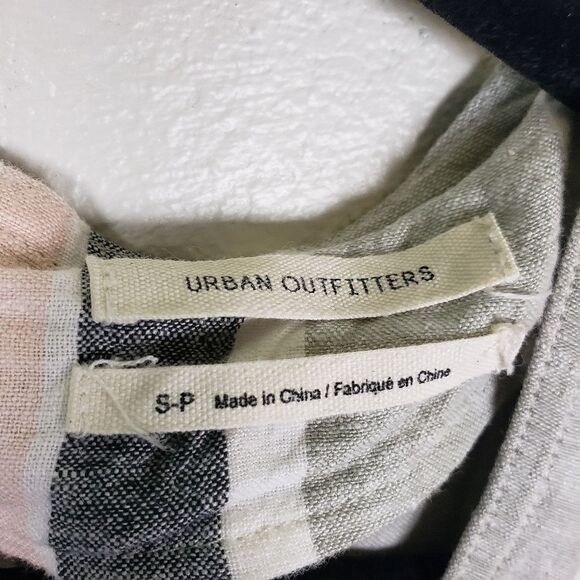 URBAN OUTFITTERS
S-P Made in China / Fabriqué en Chine